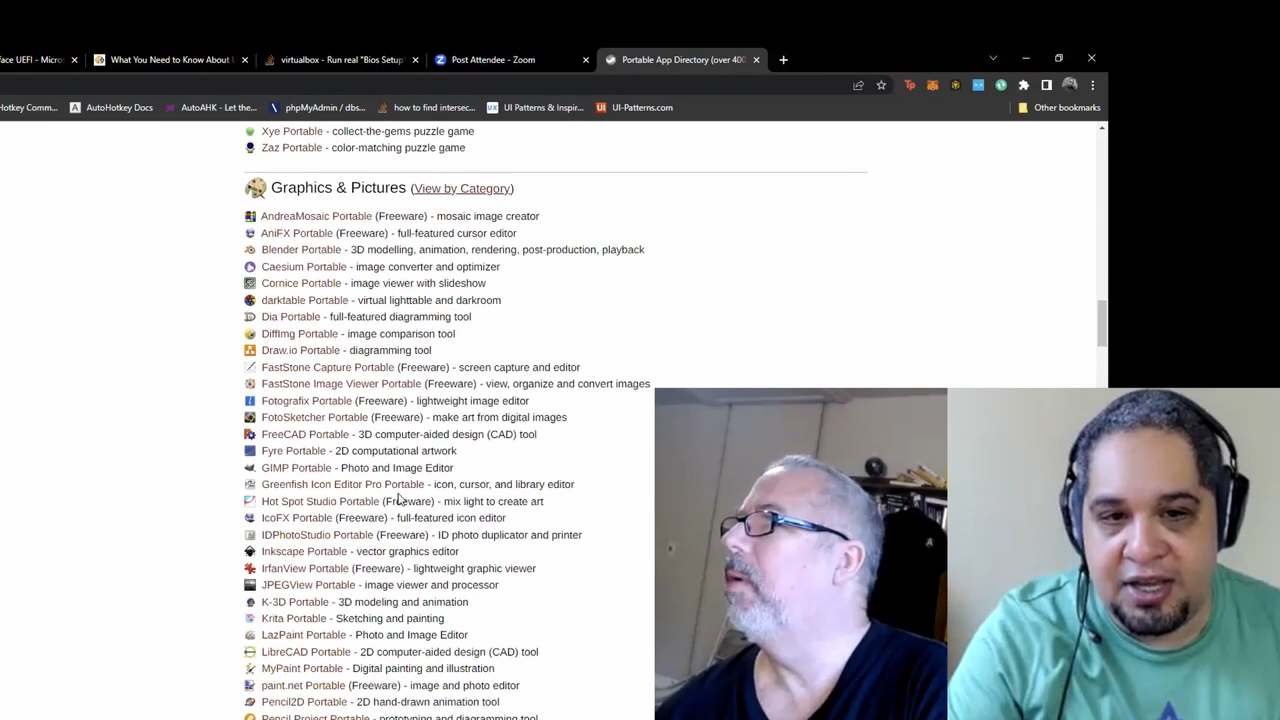 face UEFI - Micros
What You Need to Know About U
virtualbox - Run real "Bios Setup"
Post Attendee - Zoom
Portable App Directory (over 400
Hotkey Comm...
AutoHotkey Docs
AutoAHK - Let the...
phpMyAdmin / dbs...
how to find intersec...
UI Patterns & Inspir...
UI-Patterns.com
Other bookmarks
Xye Portable - collect-the-gems puzzle game
Zaz Portable - color-matching puzzle game
Graphics & Pictures (View by Category)
AndreaMosaic Portable (Freeware) - mosaic image creator
AniFX Portable (Freeware) - full-featured cursor editor
Blender Portable - 3D modelling, animation, rendering, post-production, playback
Caesium Portable - image converter and optimizer
Cornice Portable - image viewer with slideshow
darktable Portable - virtual lighttable and darkroom
Dia Portable - full-featured diagramming tool
DiffImg Portable - image comparison tool
Draw.io Portable - diagramming tool
FastStone Capture Portable (Freeware) - screen capture and editor
FastStone Image Viewer Portable (Freeware) - view, organize and convert images
Fotografix Portable (Freeware) - lightweight image editor
FotoSketcher Portable (Freeware) - make art from digital images
FreeCAD Portable - 3D computer-aided design (CAD) tool
Fyre Portable - 2D computational artwork
GIMP Portable - Photo and Image Editor
Greenfish Icon Editor Pro Portable - icon, cursor, and library editor
Hot Spot Studio Portable (Freeware) - mix light to create art
IcoFX Portable (Freeware) - full-featured icon editor
IDPhotoStudio Portable (Freeware) - ID photo duplicator and printer
Inkscape Portable - vector graphics editor
IrfanView Portable (Freeware) - lightweight graphic viewer
JPEGView Portable - image viewer and processor
K-3D Portable - 3D modeling and animation
Krita Portable - Sketching and painting
LazPaint Portable - Photo and Image Editor
LibreCAD Portable - 2D computer-aided design (CAD) tool
MyPaint Portable - Digital painting and illustration
paint.net Portable (Freeware) - image and photo editor
Pencil2D Portable - 2D hand-drawn animation tool
Pencil Project Portable - prototyping and diagramming tool